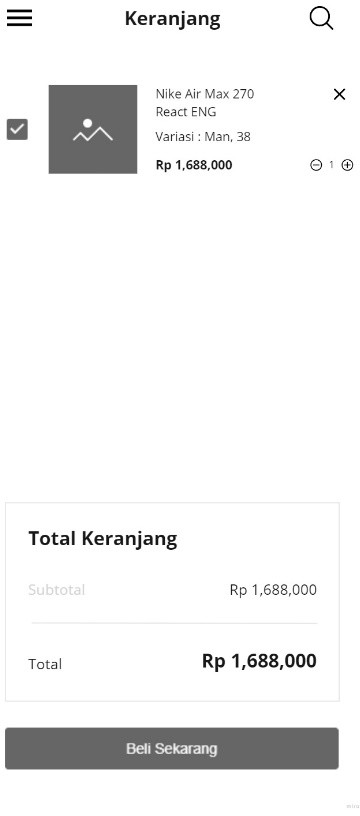 Keranjang
Nike Air Max 270
React ENG
Variasi : Man, 38
Rp 1,688,000
1
Total Keranjang
Subtotal Rp 1,688,000
Total Rp 1,688,000
Beli Sekarang